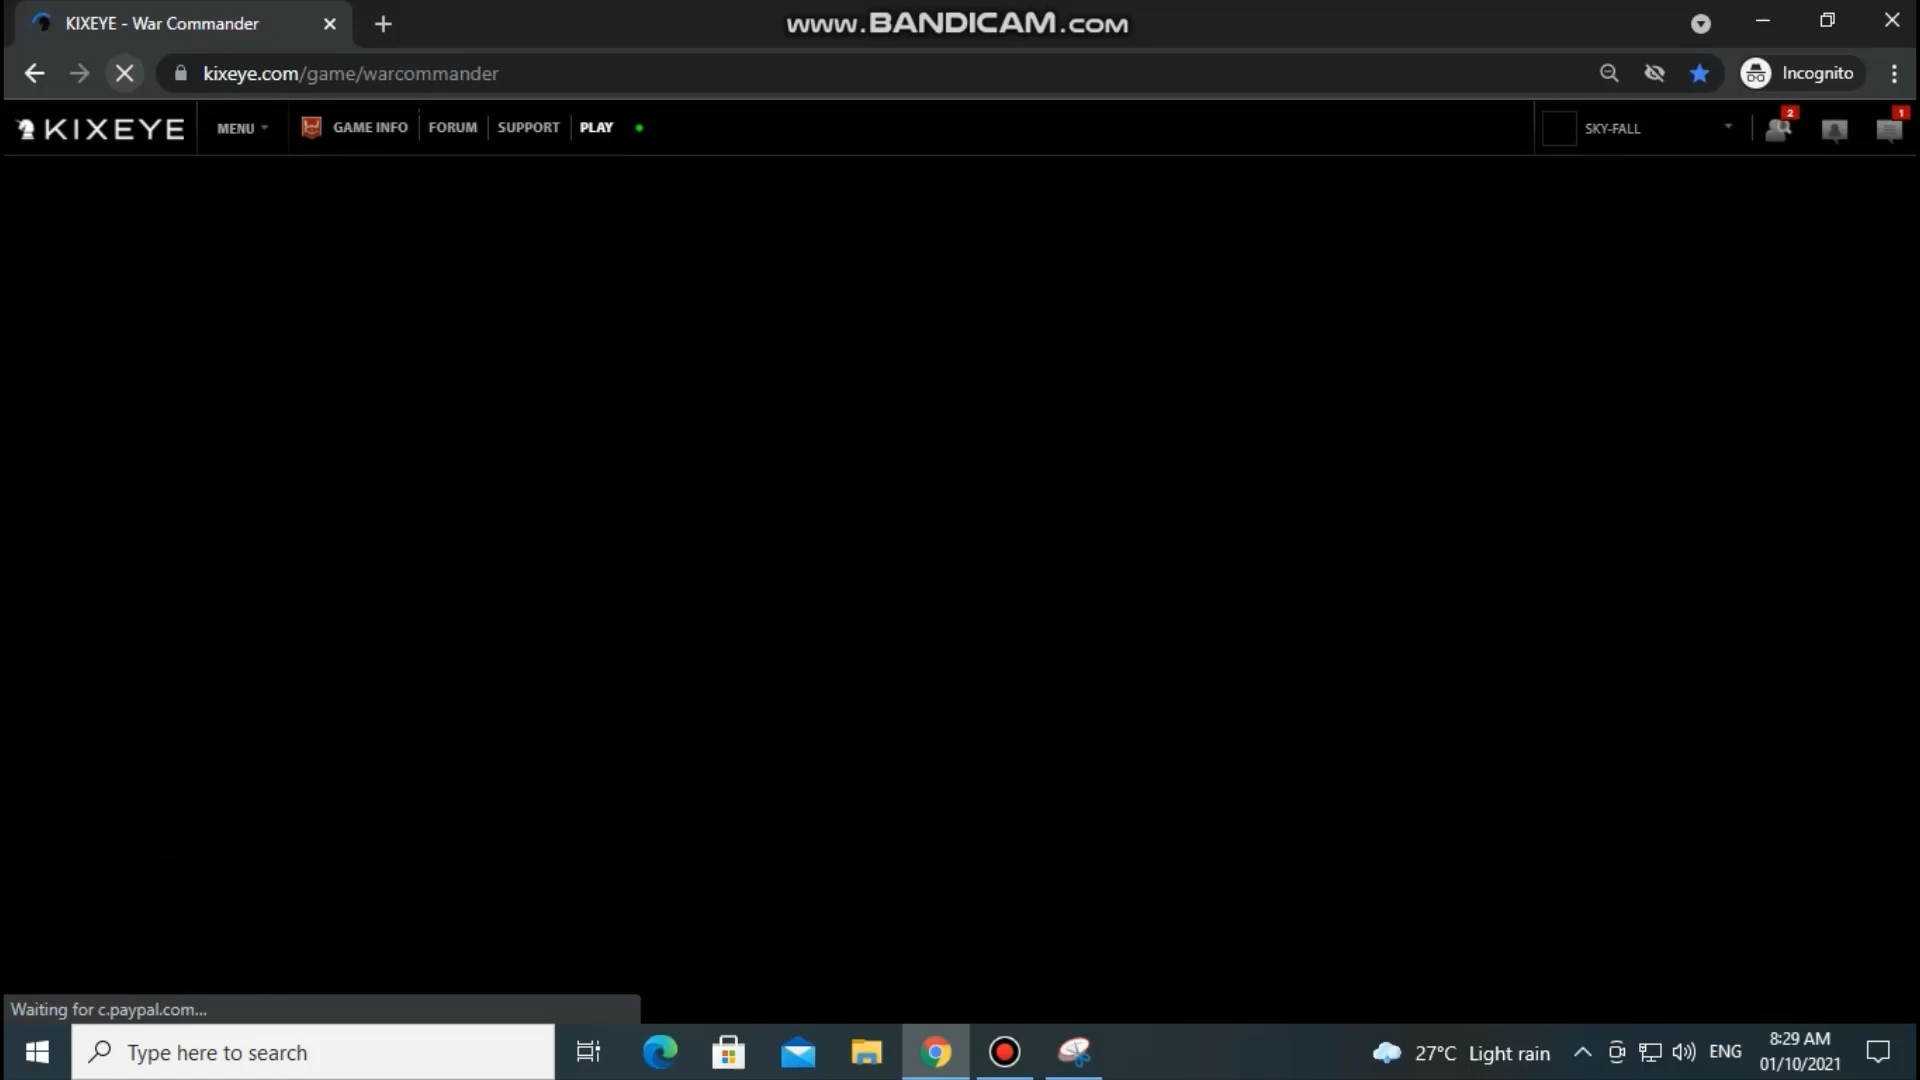 KIXEYE - War Commander
www.BANDICAM.com
kixeye.com/game/warcommander
Incognito
KIXEYE
MENU
GAME INFO
FORUM
SUPPORT
PLAY
SKY-FALL
2
1
Waiting for c.paypal.com...
Type here to search
27°C Light rain
ENG
8:29 AM
01/10/2021